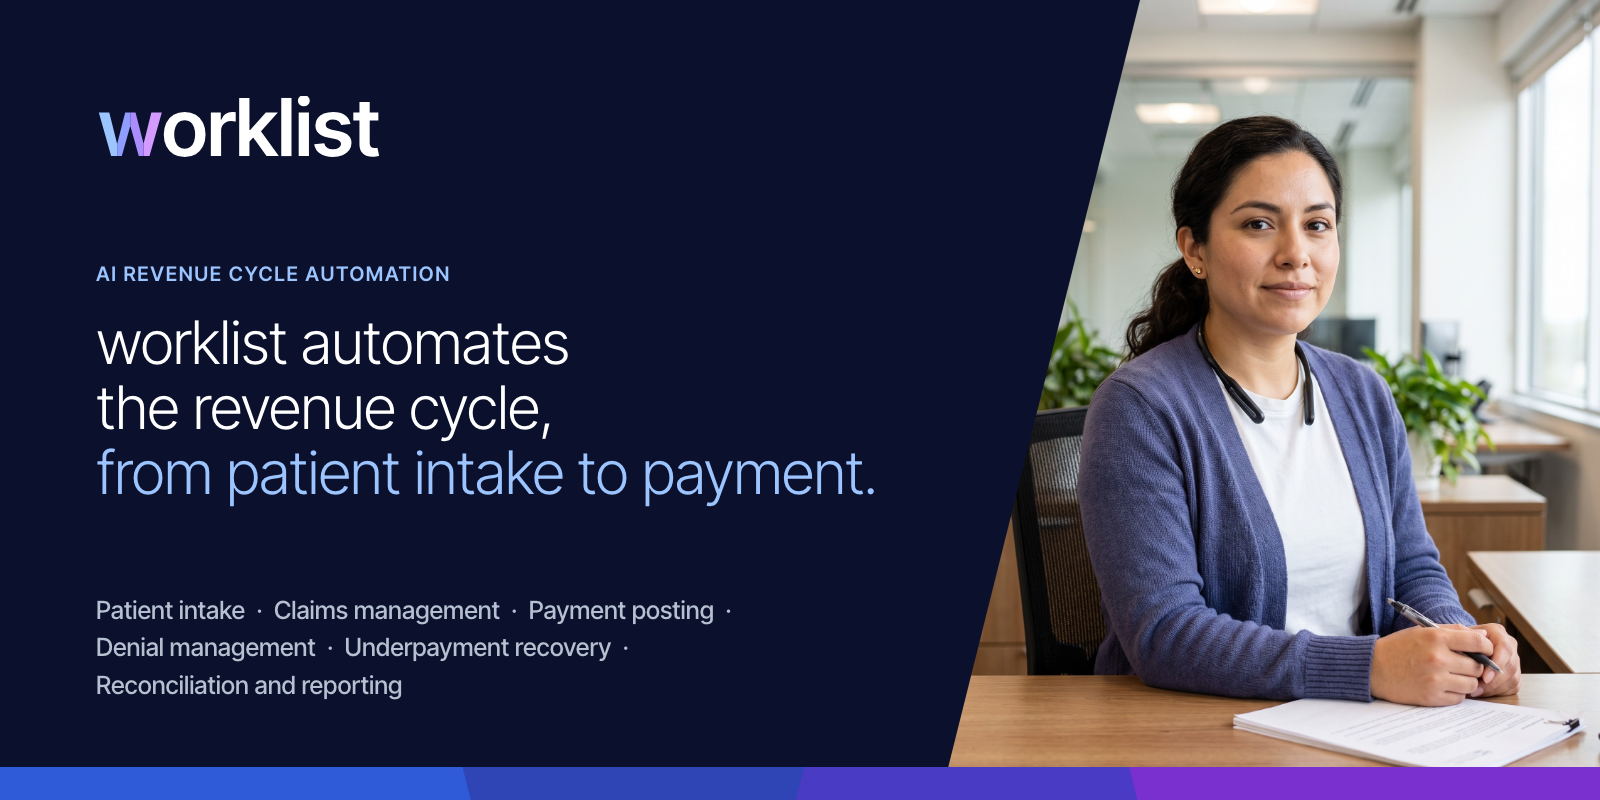 worklist
AI REVENUE CYCLE AUTOMATION
worklist automates
the revenue cycle,
from patient intake to payment.
Patient intake · Claims management · Payment posting ·
Denial management · Underpayment recovery ·
Reconciliation and reporting